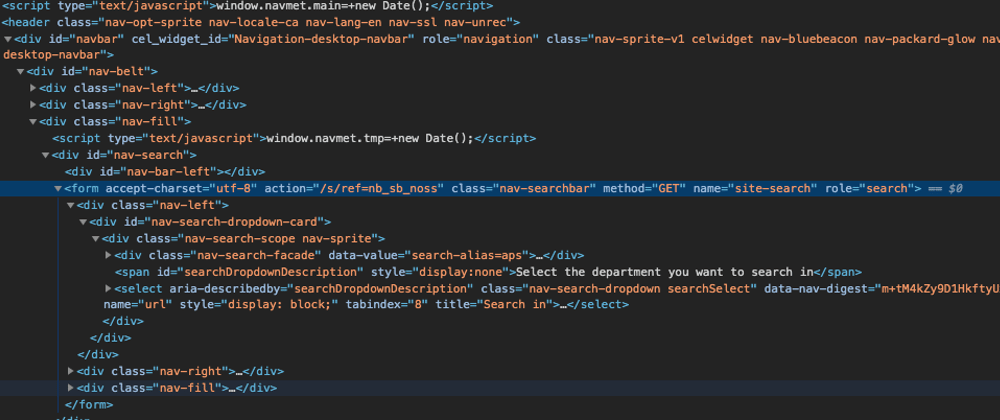 <script type="text/javascript">window.navmet.main=+new Date();</script>
<header class="nav-opt-sprite nav-locale-ca nav-lang-en nav-ssl nav-unrec">
<div id="navbar" cel_widget_id="Navigation-desktop-navbar" role="navigation" class="nav-sprite-v1 celwidget nav-bluebeacon nav-packard-glow nav
desktop-navbar">
<div id="nav-belt">
<div class="nav-left">…</div>
<div class="nav-right">…</div>
<div class="nav-fill">
<script type="text/javascript">window.navmet.tmp=+new Date();</script>
<div id="nav-search">
<div id="nav-bar-left"></div>
<form accept-charset="utf-8" action="/s/ref=nb_sb_noss" class="nav-searchbar" method="GET" name="site-search" role="search"> == $0
<div class="nav-left">
<div id="nav-search-dropdown-card">
<div class="nav-search-scope nav-sprite">
<div class="nav-search-facade" data-value="search-alias=aps">…</div>
<span id="searchDropdownDescription" style="display:none">Select the department you want to search in</span>
<select aria-describedby="searchDropdownDescription" class="nav-search-dropdown searchSelect" data-nav-digest="m+tM4kZy9D1HkftyU
name="url" style="display: block;" tabindex="8" title="Search in">…</select>
</div>
</div>
</div>
<div class="nav-right">…</div>
<div class="nav-fill">…</div>
</form>